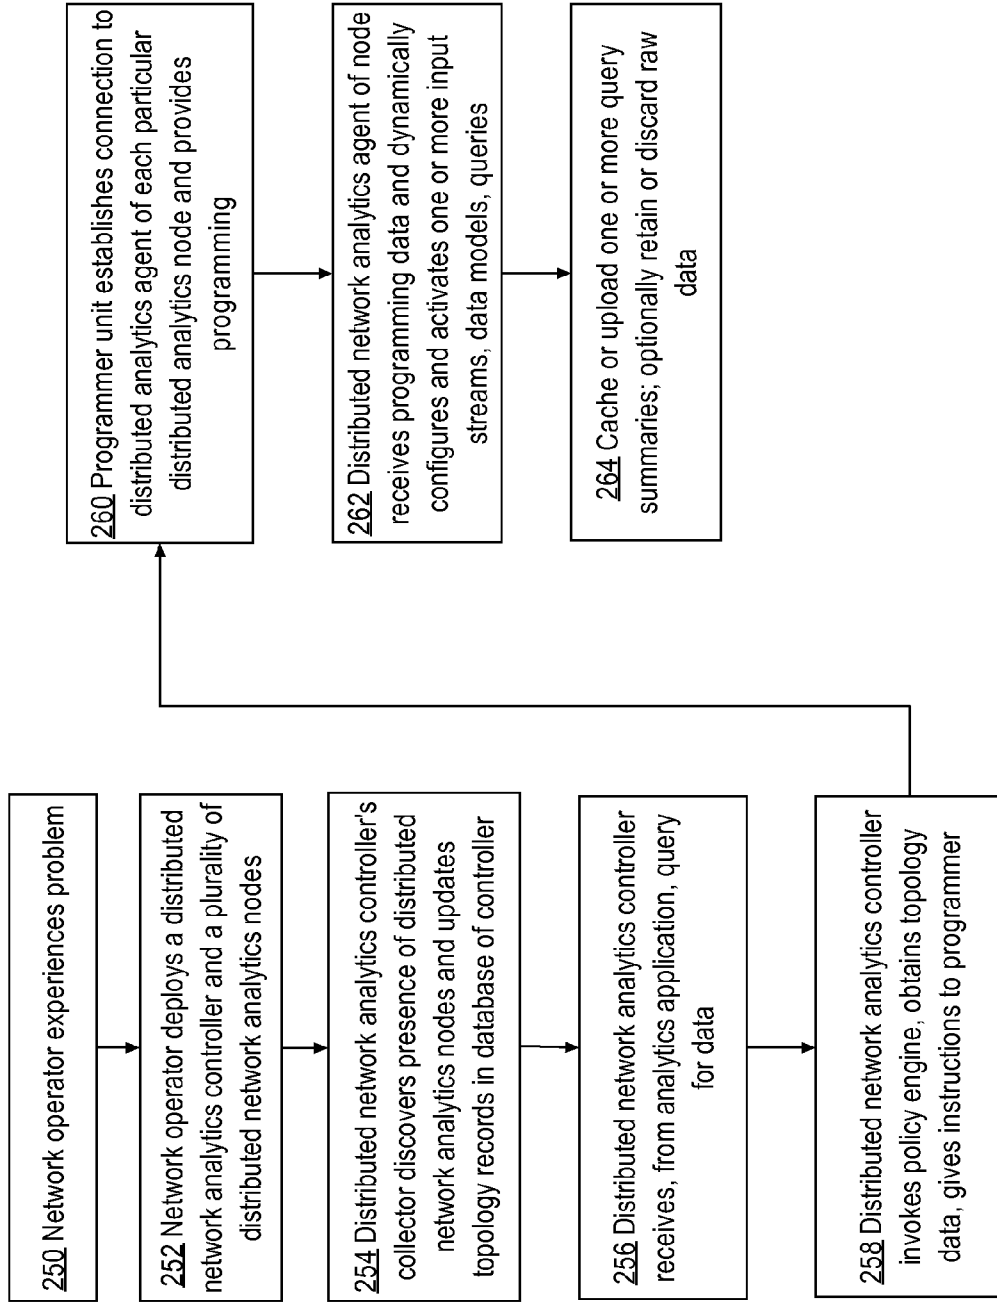 250 Network operator experiences problem
252 Network operator deploys a distributed
network analytics controller and a plurality of
distributed network analytics nodes
254 Distributed network analytics controller's
collector discovers presence of distributed
network analytics nodes and updates
topology records in database of controller
256 Distributed network analytics controller
receives, from analytics application, query
for data
258 Distributed network analytics controller
invokes policy engine, obtains topology
data, gives instructions to programmer
260 Programmer unit establishes connection to
distributed analytics agent of each particular
distributed analytics node and provides
programming
262 Distributed network analytics agent of node
receives programming data and dynamically
configures and activates one or more input
streams, data models, queries
264 Cache or upload one or more query
summaries; optionally retain or discard raw
data